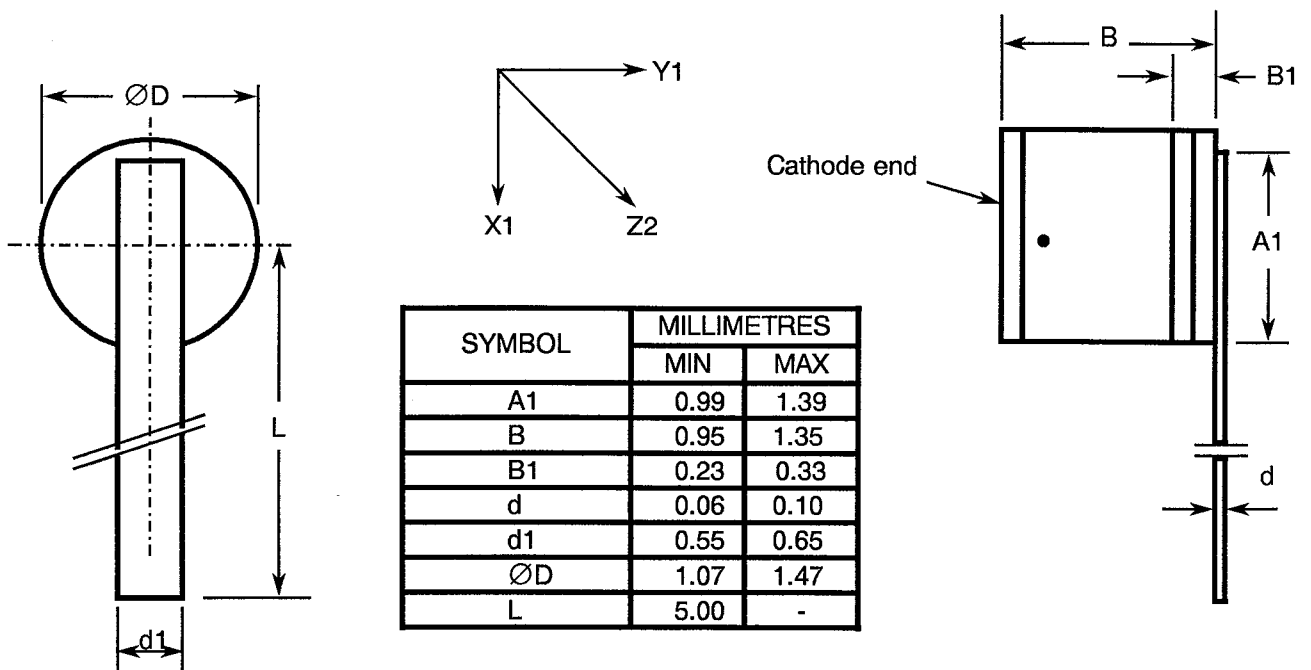 B
B1
ØD
Y1
Cathode end
X1
Z2
A1
L
d
d1
SYMBOL MILLIMETRES
MIN MAX
A1 0.99 1.39
B 0.95 1.35
B1 0.23 0.33
d 0.06 0.10
d1 0.55 0.65
ØD 1.07 1.47
L 5.00 -